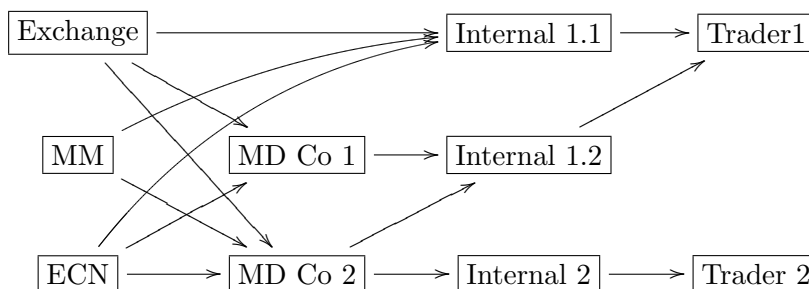 Exchange
Internal 1.1
Trader1
MM
MD Co 1
Internal 1.2
ECN
MD Co 2
Internal 2
Trader 2